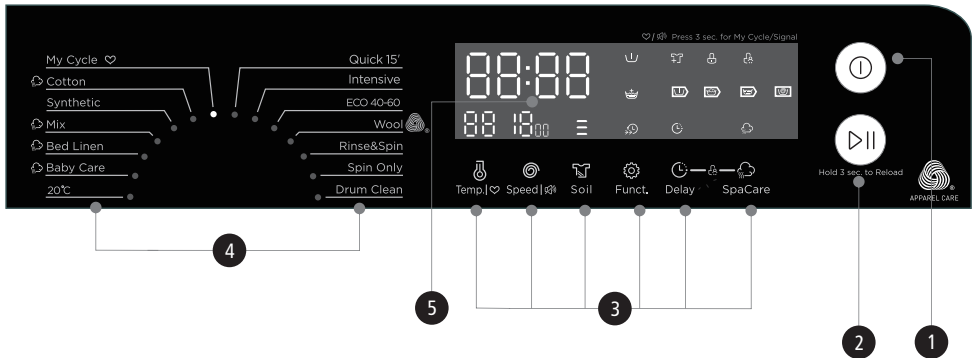 ♡/🔇 Press 3 sec. for My Cycle/Signal
My Cycle ♡
Cotton
Synthetic
Mix
Bed Linen
Baby Care
20℃
Quick 15'
Intensive
ECO 40-60
Wool ®
Rinse&Spin
Spin Only
Drum Clean
88:88
88 1800
Temp.|♡ Speed|🔇 Soil Funct. Delay SpaCare
Hold 3 sec. to Reload
®
APPAREL CARE
4
5
3
2
1